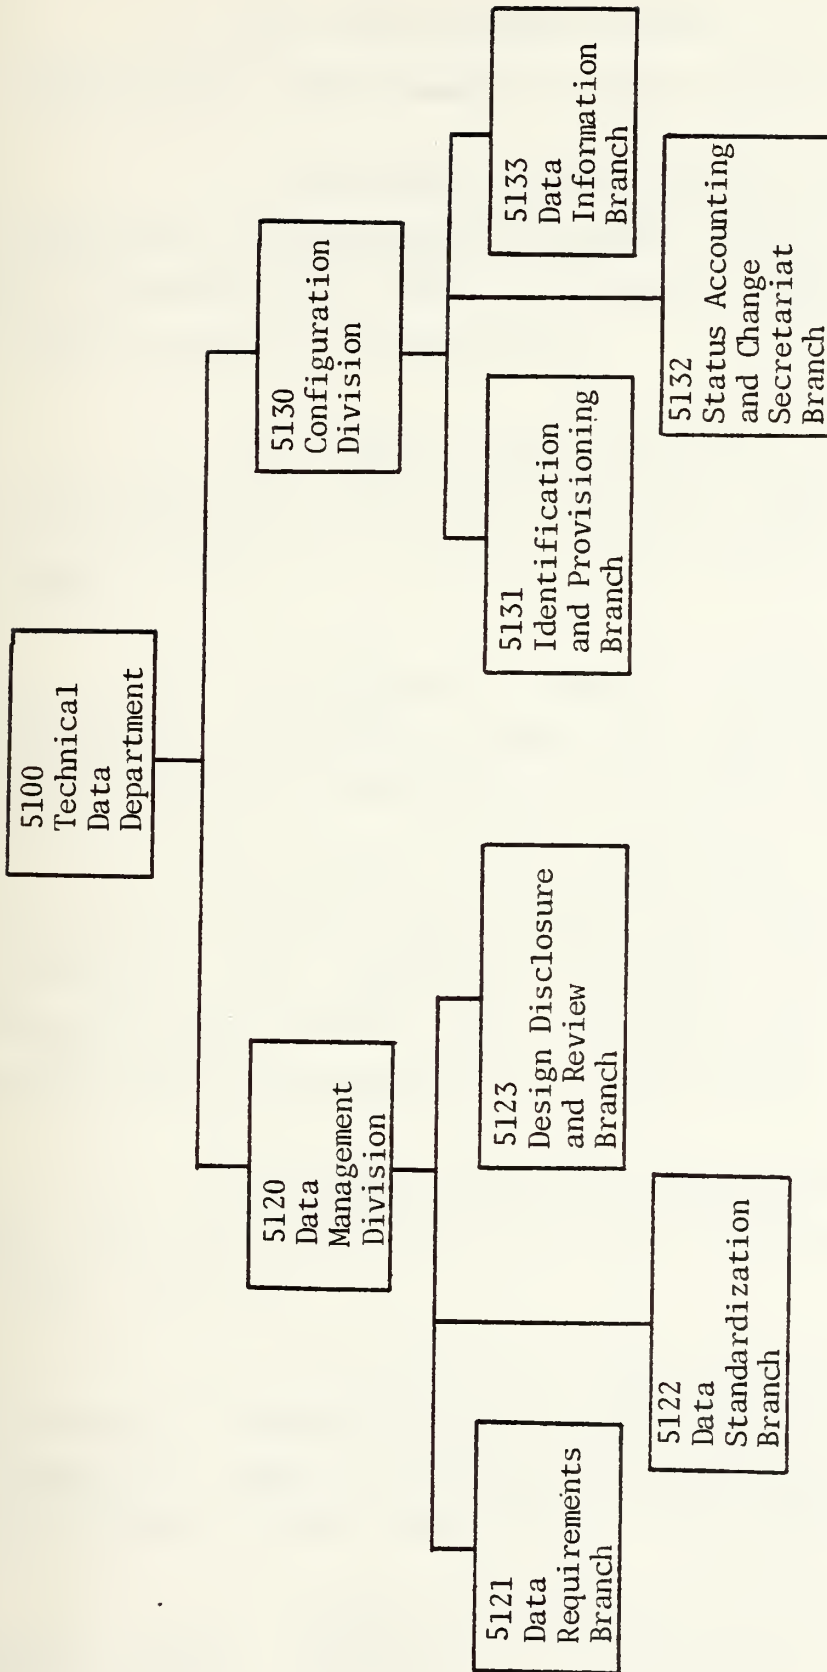 5100
Technical
Data
Department
5120
Data
Management
Division
5130
Configuration
Division
5121
Data
Requirements
Branch
5122
Data
Standardization
Branch
5123
Design Disclosure
and Review
Branch
5131
Identification
and Provisioning
Branch
5132
Status Accounting
and Change
Secretariat
Branch
5133
Data
Information
Branch